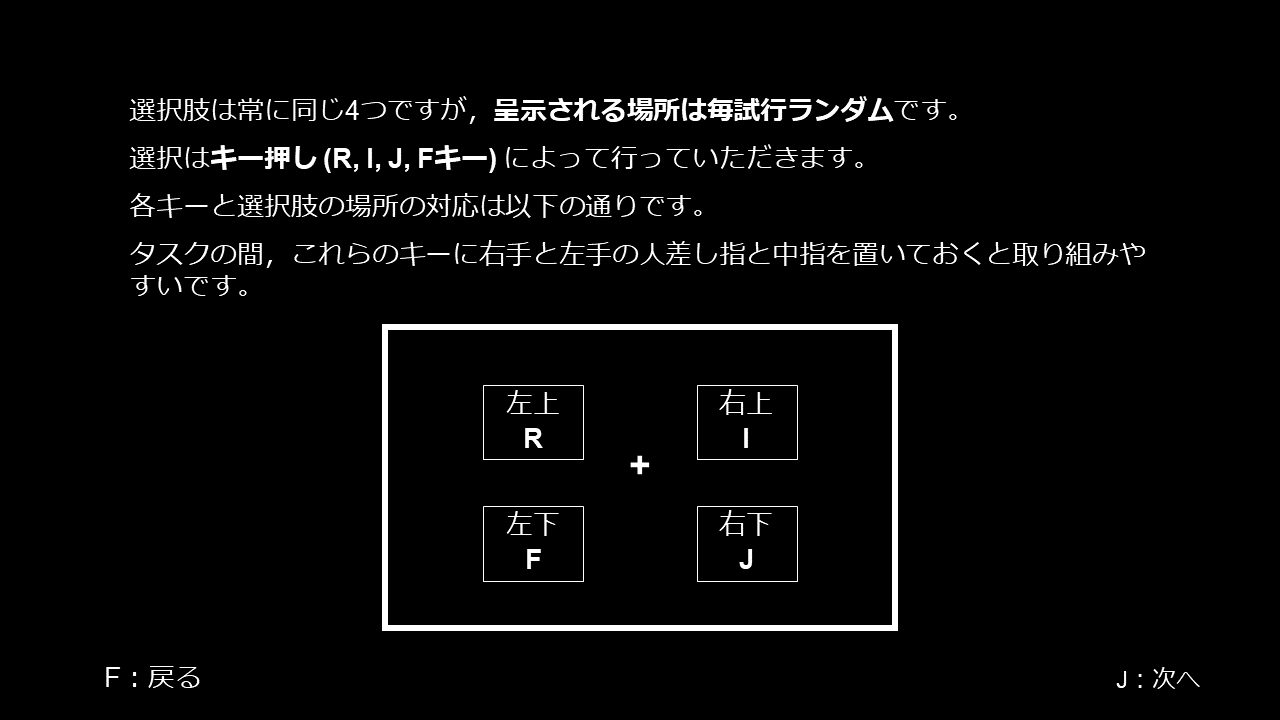 選択肢は常に同じ4つですが，呈示される場所は毎試行ランダムです。
選択はキー押し (R, I, J, Fキー) によって行っていただきます。
各キーと選択肢の場所の対応は以下の通りです。
タスクの間，これらのキーに右手と左手の人差し指と中指を置いておくと取り組みや
すいです。
左上
R
右上
I
+
左下
F
右下
J
F：戻る
J：次へ